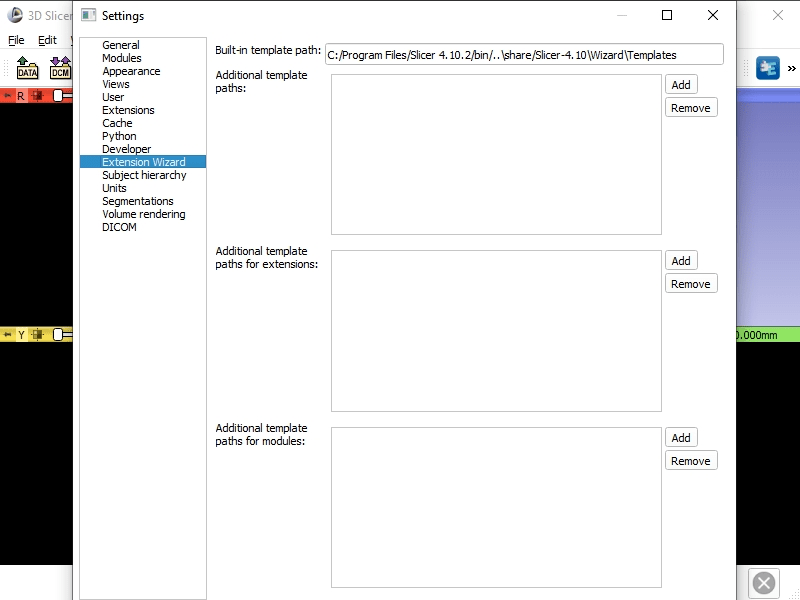 3D Slicer
Settings
File
Edit
DATA
DCM
R
Y
0.000mm
General
Modules
Appearance
Views
User
Extensions
Cache
Python
Developer
Extension Wizard
Subject hierarchy
Units
Segmentations
Volume rendering
DICOM
Built-in template path:
C:/Program Files/Slicer 4.10.2/bin/..\share/Slicer-4.10\Wizard\Templates
Additional template
paths:
Add
Remove
Additional template
paths for extensions:
Add
Remove
Additional template
paths for modules:
Add
Remove